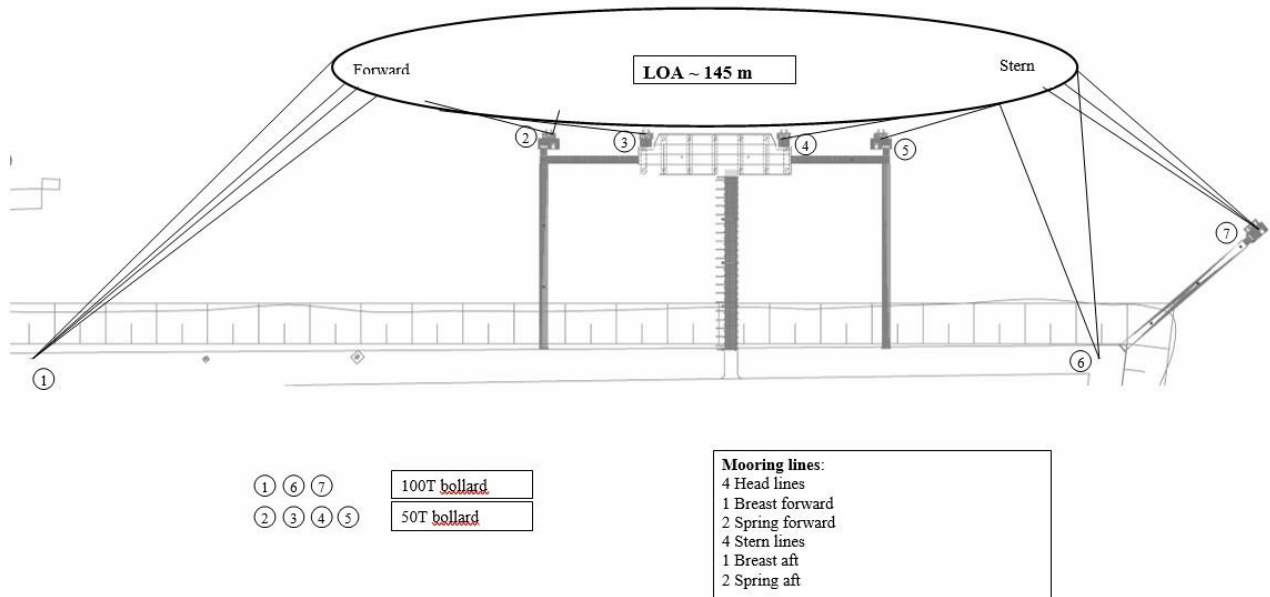 Forward
LOA ~ 145 m
Stern
2
3
4
5
7
1
6
1 6 7
100T bollard
2 3 4 5
50T bollard
Mooring lines:
4 Head lines
1 Breast forward
2 Spring forward
4 Stern lines
1 Breast aft
2 Spring aft